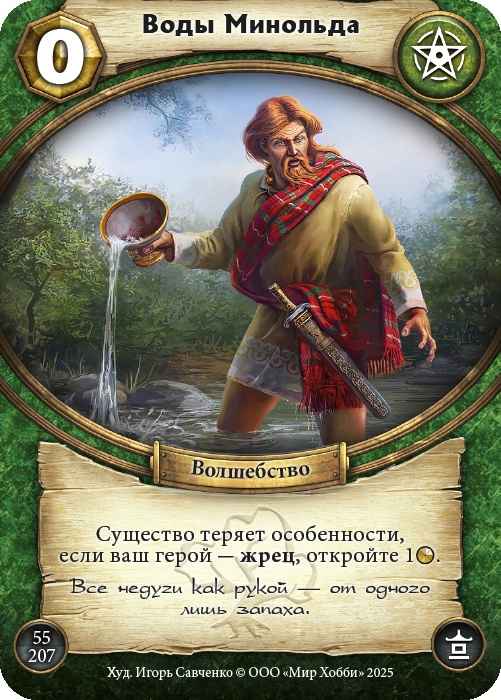 Воды Минольда
0
Волшебство
Существо теряет особенности,
если ваш герой — жрец, откройте 1.
Все недуги как рукой — от одного
лишь запаха.
55
207
Худ. Игорь Савченко © ООО «Мир Хобби» 2025